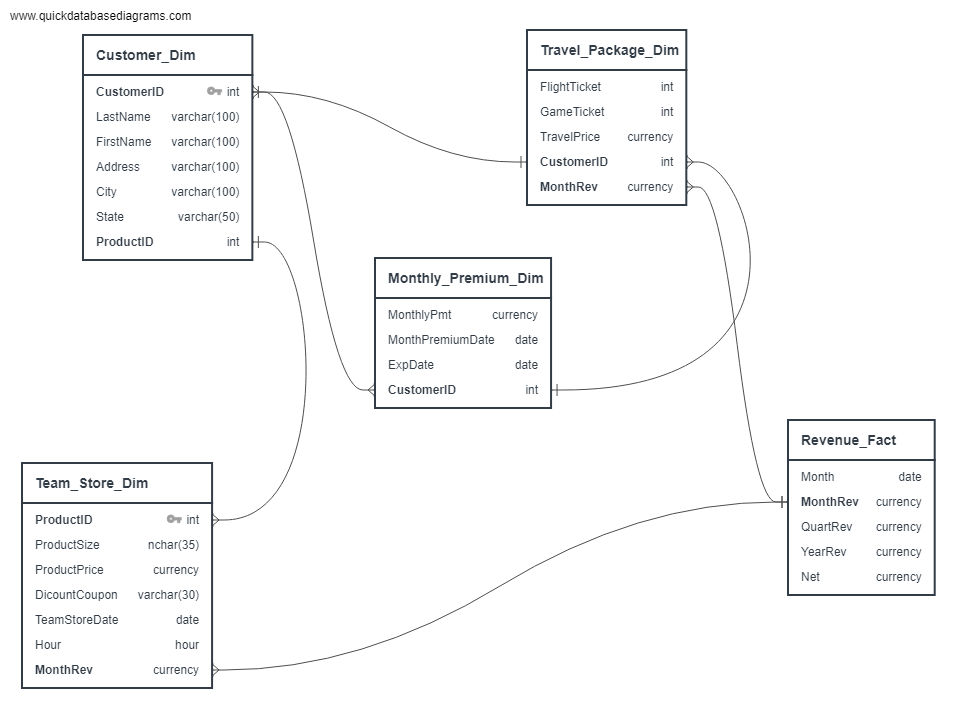 www.quickdatabasediagrams.com
Customer_Dim
CustomerID int
LastName varchar(100)
FirstName varchar(100)
Address varchar(100)
City varchar(100)
State varchar(50)
ProductID int
Travel_Package_Dim
FlightTicket int
GameTicket int
TravelPrice currency
CustomerID int
MonthRev currency
Monthly_Premium_Dim
MonthlyPmt currency
MonthPremiumDate date
ExpDate date
CustomerID int
Team_Store_Dim
ProductID int
ProductSize nchar(35)
ProductPrice currency
DicountCoupon varchar(30)
TeamStoreDate date
Hour hour
MonthRev currency
Revenue_Fact
Month date
MonthRev currency
QuartRev currency
YearRev currency
Net currency